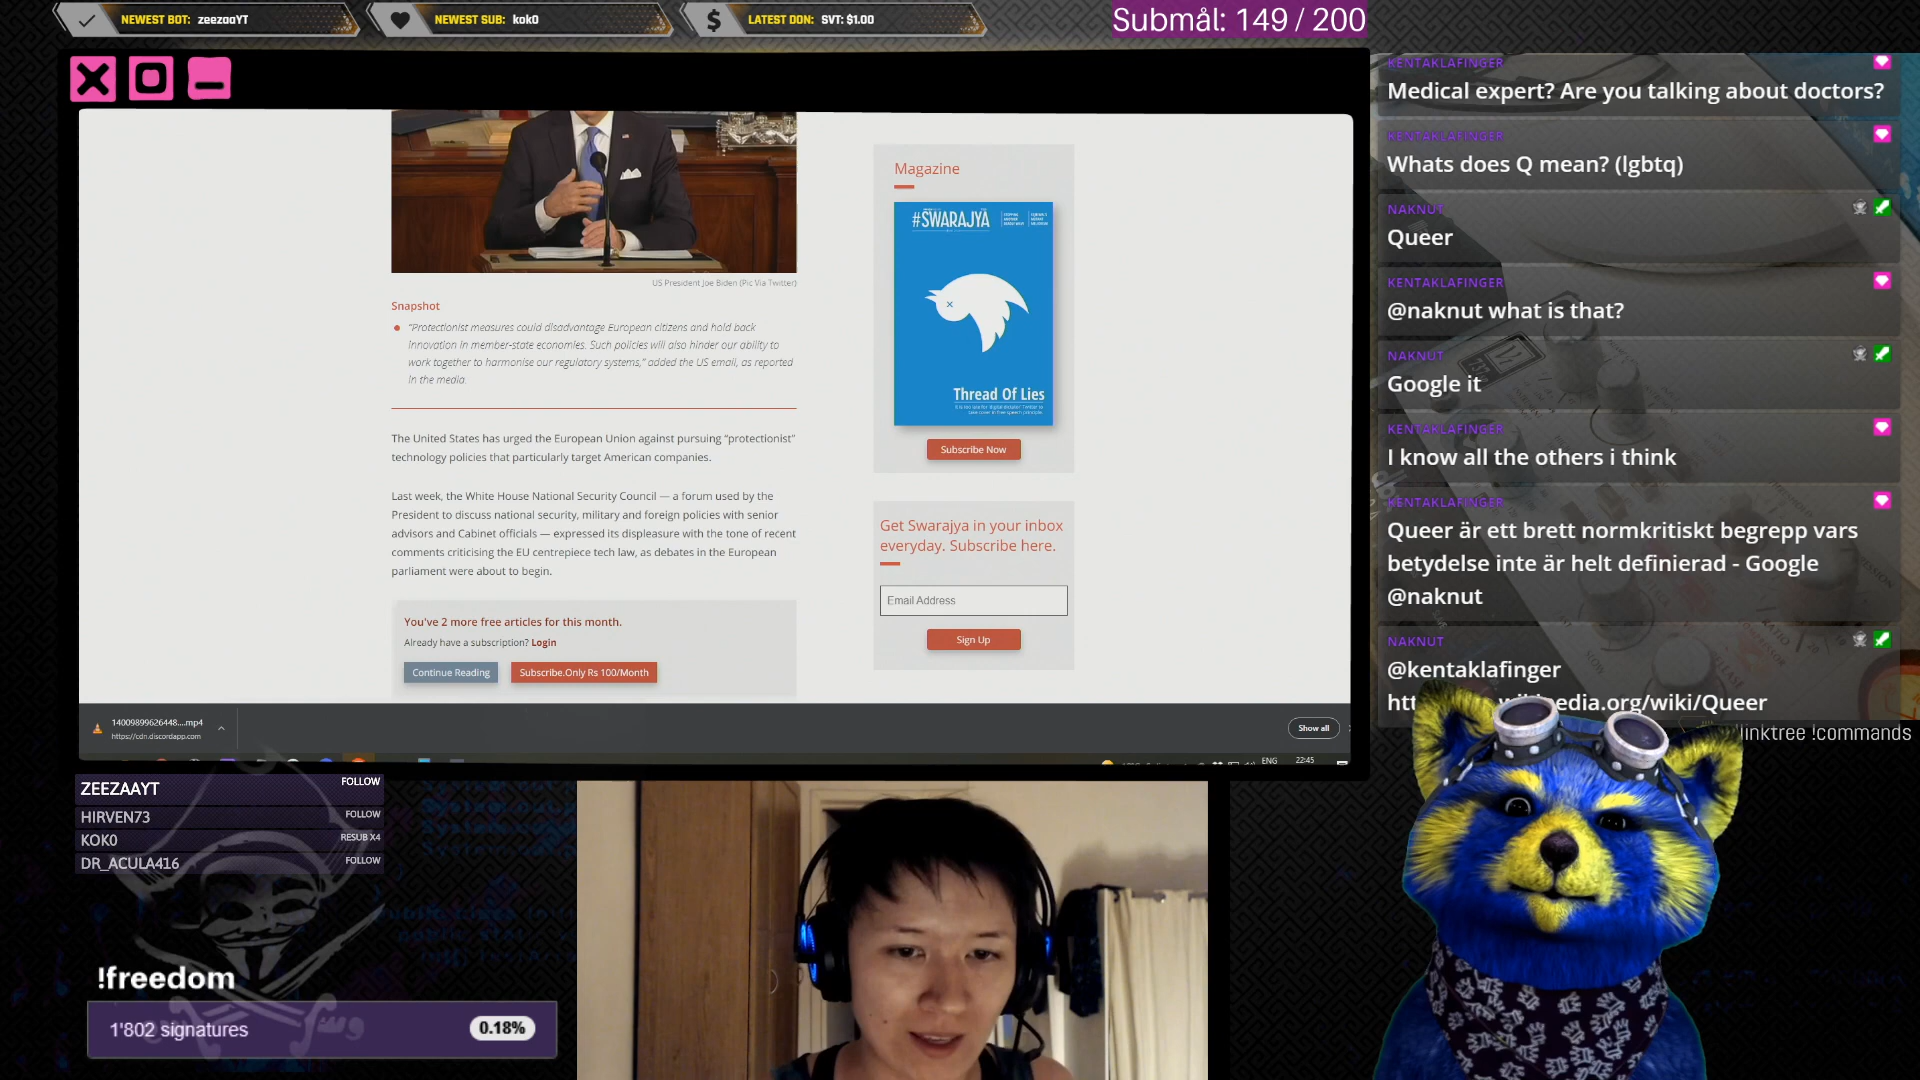 NEWEST BOT: zeezaaYT
NEWEST SUB: kok0
LATEST DON: SVT: $1.00
Submål: 149 / 200
US President Joe Biden (Pic Via Twitter)
Snapshot
"Protectionist measures could disadvantage European citizens and hold back
innovation in member-state economies. Such policies will also hinder our ability to
work together to harmonise our regulatory systems," added the US email, as reported
in the media.
The United States has urged the European Union against pursuing "protectionist"
technology policies that particularly target American companies.
Last week, the White House National Security Council — a forum used by the
President to discuss national security, military and foreign policies with senior
advisors and Cabinet officials — expressed its displeasure with the tone of recent
comments criticising the EU centrepiece tech law, as debates in the European
parliament were about to begin.
You've 2 more free articles for this month.
Already have a subscription? Login
Continue Reading
Subscribe.Only Rs 100/Month
Magazine
#SWARAJYA
Thread Of Lies
Subscribe Now
Get Swarajya in your inbox
everyday. Subscribe here.
Email Address
Sign Up
14009899626448....mp4
https://cdn.discordapp.com
Show all
ENG
22:45
KENTAKLAFINGER
Medical expert? Are you talking about doctors?
KENTAKLAFINGER
Whats does Q mean? (lgbtq)
NAKNUT
Queer
KENTAKLAFINGER
@naknut what is that?
NAKNUT
Google it
KENTAKLAFINGER
I know all the others i think
KENTAKLAFINGER
Queer är ett brett normkritiskt begrepp vars
betydelse inte är helt definierad - Google
@naknut
NAKNUT
@kentaklafinger
.org/wiki/Queer
!linktree !commands
ZEEZAAYT FOLLOW
HIRVEN73 FOLLOW
KOK0 RESUB X4
DR_ACULA416 FOLLOW
!freedom
1'802 signatures 0.18%